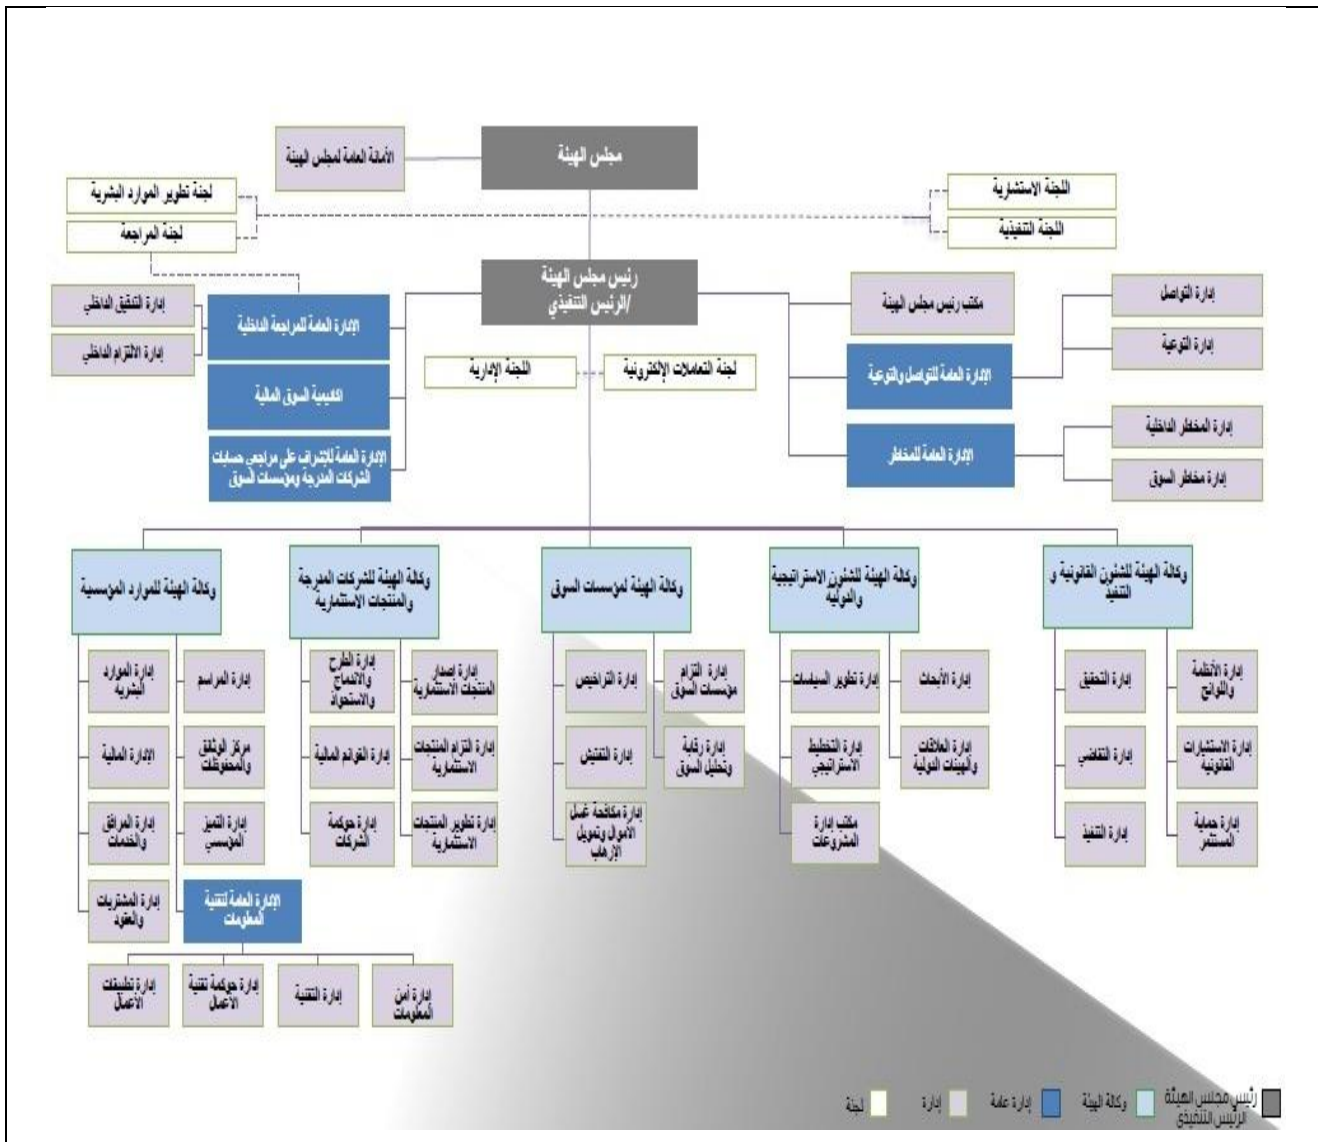 مجلس الهيئة
الأمانة العامة لمجلس الهيئة
اللجنة الاستشارية
اللجنة التنفيذية
لجنة تطوير الموارد البشرية
لجنة المراجعة
رئيس مجلس الهيئة
/الرئيس التنفيذي
مكتب رئيس مجلس الهيئة
إدارة التواصل
إدارة التوعية
الإدارة العامة للتواصل والتوعية
إدارة المخاطر الداخلية
إدارة مخاطر السوق
الإدارة العامة للمخاطر
لجنة التعاملات الإلكترونية
اللجنة الإدارية
الإدارة العامة للمراجعة الداخلية
إدارة التدقيق الداخلي
إدارة الالتزام الداخلي
اكاديمية السوق المالية
الإدارة العامة للإشراف على مراجعي حسابات
الشركات المدرجة ومؤسسات السوق
وكالة الهيئة للشئون القانونية و
التنفيذ
إدارة الأنظمة
واللوائح
إدارة التحقيق
إدارة الاستشارات
القانونية
إدارة التقاضي
إدارة حماية
المستثمر
إدارة التنفيذ
وكالة الهيئة للشئون الاستراتيجية
والدوليه
إدارة الأبحاث
إدارة تطوير السياسات
إدارة العلاقات
والهيئات الدولية
إدارة التخطيط
الاستراتيجي
مكتب إدارة
المشروعات
وكالة الهيئة لمؤسسات السوق
إدارة التزام
مؤسسات السوق
إدارة التراخيص
إدارة رقابة
وتحليل السوق
إدارة التفتيش
إدارة مكافحة غسل
الأموال وتمويل
الإرهاب
وكالة الهيئة للشركات المدرجة
والمنتجات الاستثمارية
إدارة اصدار
المنتجات الاستثمارية
إدارة الطرح
والاندماج
والاستحواذ
إدارة التزام المنتجات
الاستثمارية
إدارة القوائم المالية
إدارة تطوير المنتجات
الاستثمارية
إدارة حوكمة
الشركات
وكالة الهيئة للموارد المؤسسية
إدارة المراسم
إدارة الموارد
البشريه
مركز الوثائق
والمحفوظات
الإدارة المالية
إدارة التميز
المؤسسي
إدارة المرافق
والخدمات
الإدارة العامة لتقنية
المعلومات
إدارة المشتريات
والعقود
إدارة أمن
المعلومات
إدارة التقنية
إدارة حوكمة تقنية
الأعمال
إدارة تطبيقات
الأعمال
رئيس مجلس الهيئة
الرئيس التنفيذي
وكالة الهيئة
إدارة عامة
إدارة
لجنة